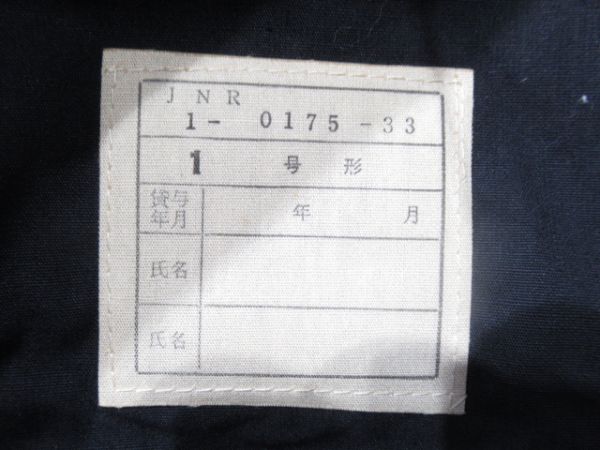 JNR
1- 0175-33
1 号 形
貸与年月 年 月
氏名
氏名